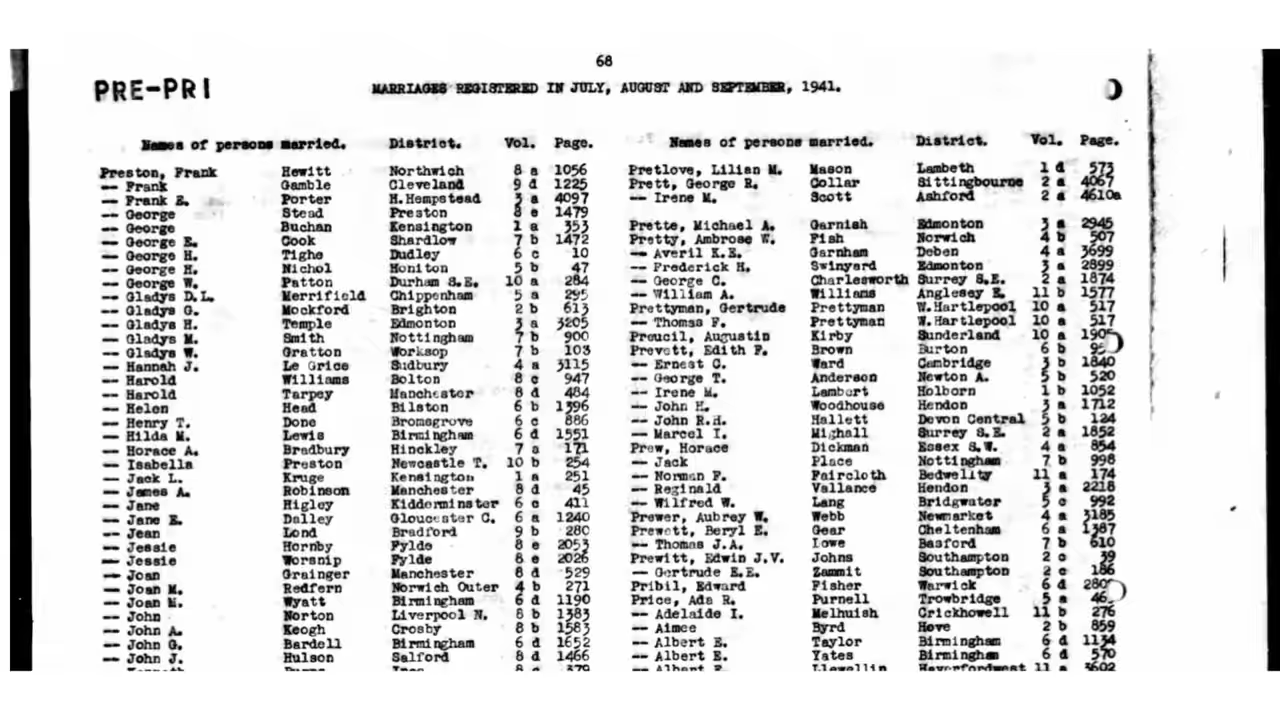 68
PRE-PRI
MARRIAGES REGISTERED IN JULY, AUGUST AND SEPTEMBER, 1941.
Names of persons married. District. Vol. Page.
Preston, Frank Hewitt Northwich 8 a 1056
— Frank Gamble Cleveland 9 d 1225
— Frank E. Porter H.Hempstead 3 a 4097
— George Stead Preston 8 e 1479
— George Buchan Kensington 1 a 353
— George E. Cook Shardlow 7 b 1472
— George H. Tighe Dudley 6 c 10
— George H. Nichol Honiton 5 b 47
— George W. Patton Durham S.E. 10 a 284
— Gladys D.L. Merrifield Chippenham 5 a 295
— Gladys G. Mockford Brighton 2 b 613
— Gladys H. Temple Edmonton 3 a 3205
— Gladys M. Smith Nottingham 7 b 900
— Gladys W. Gratton Worksop 7 b 103
— Hannah J. Le Grice Sudbury 4 a 3115
— Harold Williams Bolton 8 c 947
— Harold Tarpey Manchester 8 d 484
— Helen Head Bilston 6 b 1396
— Henry T. Done Bromsgrove 6 c 886
— Hilda M. Lewis Birmingham 6 d 1551
— Horace A. Bradbury Hinckley 7 a 171
— Isabella Preston Newcastle T. 10 b 254
— Jack L. Kruge Kensington 1 a 251
— James A. Robinson Manchester 8 d 45
— Jane Higley Kidderminster 6 c 411
— Jane E. Dalley Gloucester C. 6 a 1240
— Jean Lond Bradford 9 b 280
— Jessie Hornby Fylde 8 e 2053
— Jessie Worsnip Fylde 8 e 2026
— Joan Grainger Manchester 8 d 529
— Joan M. Redfern Norwich Outer 4 b 271
— Joan M. Wyatt Birmingham 6 d 1190
— John Norton Liverpool N. 8 b 1383
— John A. Keogh Crosby 8 b 1583
— John G. Bardell Birmingham 6 d 1652
— John J. Hulson Salford 8 d 1466
Names of persons married. District. Vol. Page.
Pretlove, Lilian M. Mason Lambeth 1 d 573
Prett, George R. Collar Sittingbourne 2 a 4067
— Irene M. Scott Ashford 2 a 4610a
Prette, Michael A. Garnish Edmonton 3 a 2945
Pretty, Ambrose W. Fish Norwich 4 b 507
— Averil K.E. Garnham Deben 4 a 3699
— Frederick H. Swinyard Edmonton 3 a 2899
— George C. Charlesworth Surrey S.E. 2 a 1874
— William A. Williams Anglesey E. 11 b 1577
Prettyman, Gertrude Prettyman W.Hartlepool 10 a 517
— Thomas F. Prettyman W.Hartlepool 10 a 517
Preucil, Augustin Kirby Sunderland 10 a 1905
Prevett, Edith F. Brown Burton 6 b
— Ernest C. Ward Cambridge 3 b 1840
— George T. Anderson Newton A. 5 b 520
— Irene M. Lambert Holborn 1 b 1052
— John H. Woodhouse Hendon 3 a 1712
— John R.H. Hallett Devon Central 5 b 124
— Marcel I. Mighall Surrey S.E. 2 a 1852
Prew, Horace Dickman Essex S.W. 4 a 854
— Jack Place Nottingham 7 b 998
— Norman F. Faircloth Bedwellty 11 a 174
— Reginald Vallance Hendon 3 a 2218
— Wilfred W. Lang Bridgwater 5 c 992
Prewer, Aubrey W. Webb Newmarket 4 a 3185
Prewett, Beryl E. Gear Cheltenham 6 a 1387
— Thomas J.A. Lowe Basford 7 b 610
Prewitt, Edwin J.V. Johns Southampton 2 c 39
— Gertrude E.E. Zammit Southampton 2 c 186
Pribil, Edward Fisher Warwick 6 d
Price, Ada R. Purnell Trowbridge 5 a
— Adelaide I. Melhuish Crickhowell 11 b 276
— Aimee Byrd Hove 2 b 859
— Albert E. Taylor Birmingham 6 d 1134
— Albert E. Yates Birmingham 6 d 570
— Albert E. Llewellin Haverfordwest 11 a 3602